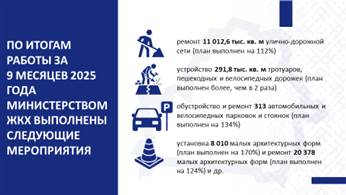 ПО ИТОГАМ
РАБОТЫ ЗА
9 МЕСЯЦЕВ 2025
ГОДА
МИНИСТЕРСТВОМ
ЖКХ ВЫПОЛНЕНЫ
СЛЕДУЮЩИЕ
МЕРОПРИЯТИЯ
ремонт 11 012,6 тыс. кв. м улично-дорожной
сети (план выполнен на 112%)
устройство 291,8 тыс. кв. м тротуаров,
пешеходных и велосипедных дорожек (план
выполнен более, чем в 2 раза)
обустройство и ремонт 313 автомобильных и
велосипедных парковок и стоянок (план
выполнен на 134%)
установка 8 010 малых архитектурных форм
(план выполнен на 170%) и ремонт 20 378
малых архитектурных форм (план выполнен
на 124%) и др.